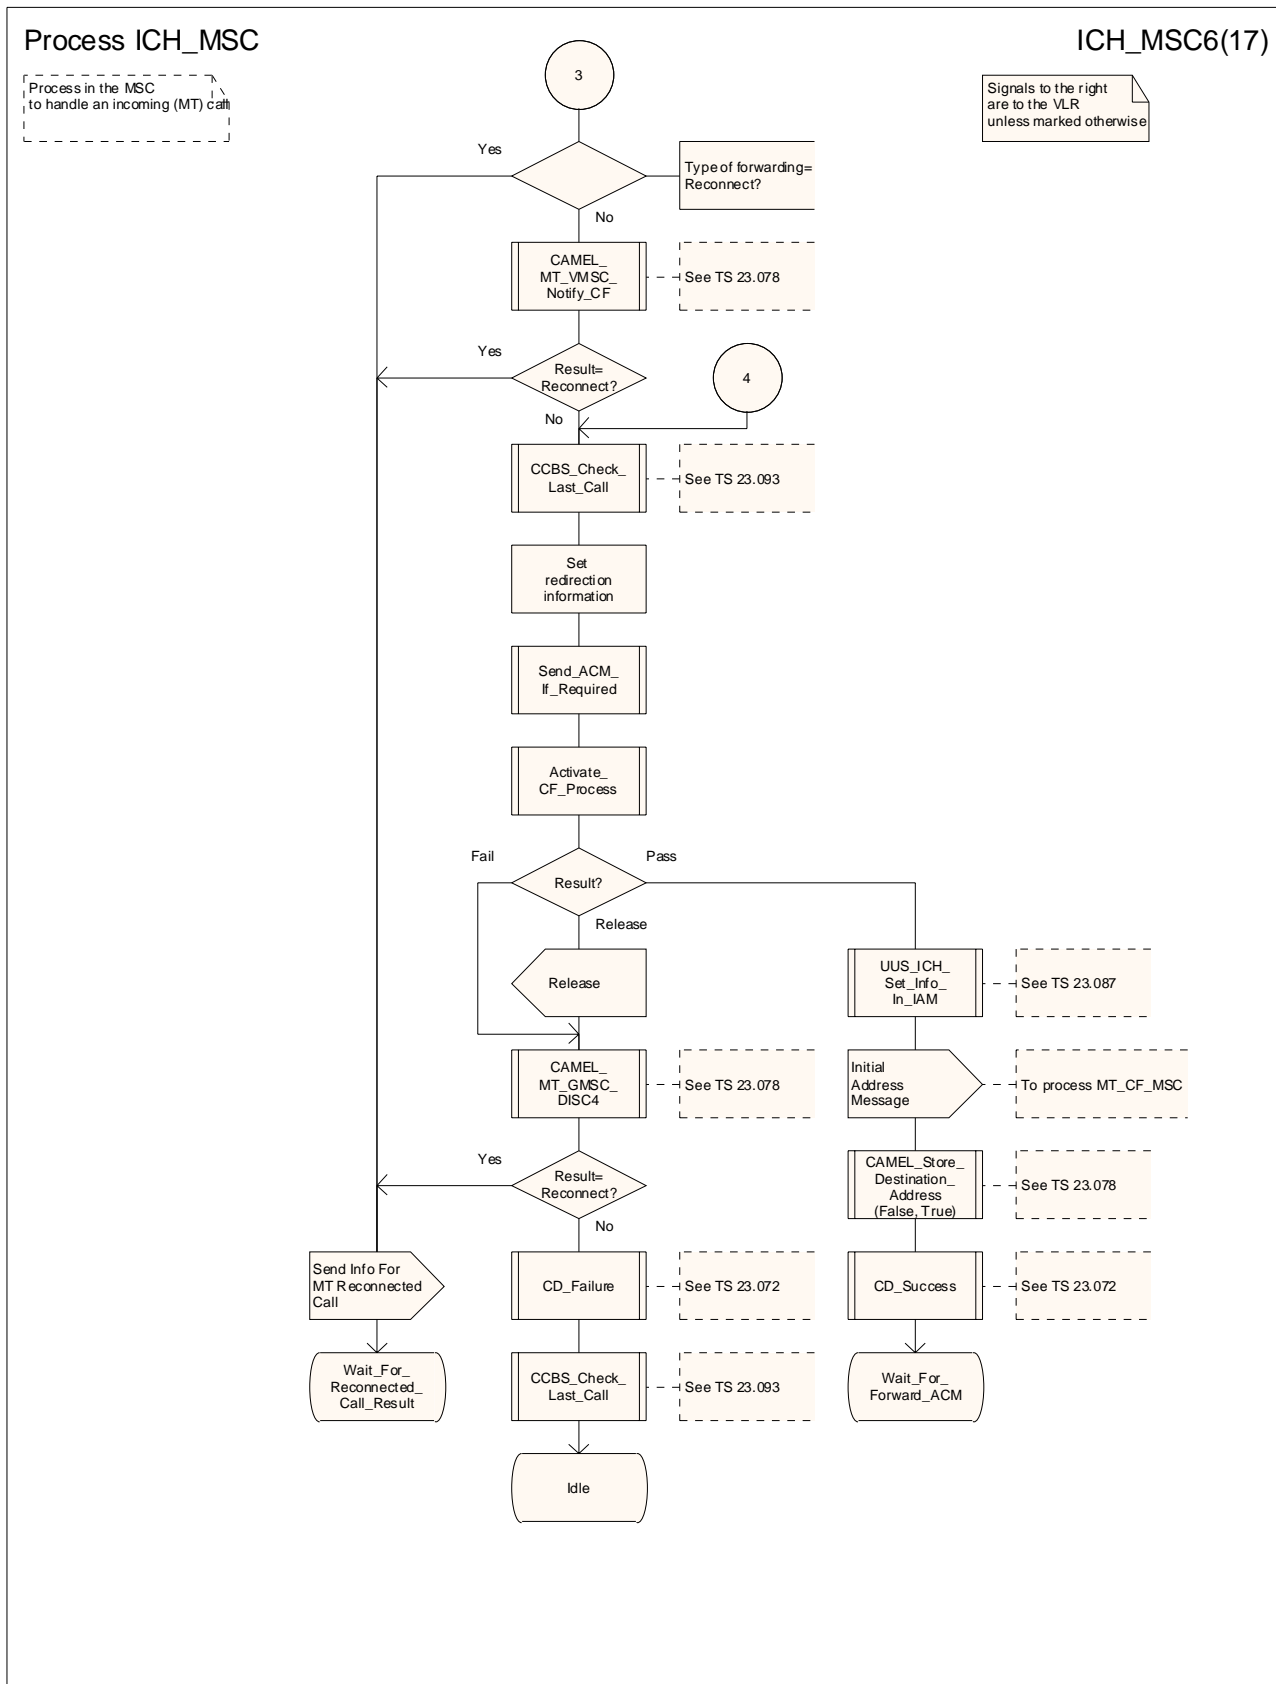 Process ICH_MSC
ICH_MSC6(17)
Process in the MSC
to handle an incoming (MT) call
Signals to the right
are to the VLR
unless marked otherwise
3
Yes
Type of forwarding=
Reconnect?
No
CAMEL_
MT_VMSC_
Notify_CF
See TS 23.078
Yes
Result=
Reconnect?
4
No
CCBS_Check_
Last_Call
See TS 23.093
Set
redirection
information
Send_ACM_
If_Required
Activate_
CF_Process
Fail
Pass
Result?
Release
Release
UUS_ICH_
Set_Info_
In_IAM
See TS 23.087
CAMEL_
MT_GMSC_
DISC4
See TS 23.078
Initial
Address
Message
To process MT_CF_MSC
Yes
Result=
Reconnect?
No
CAMEL_Store_
Destination_
Address
(False, True)
See TS 23.078
Send Info For
MT Reconnected
Call
CD_Failure
See TS 23.072
CD_Success
See TS 23.072
Wait_For_
Reconnected_
Call_Result
CCBS_Check_
Last_Call
See TS 23.093
Wait_For_
Forward_ACM
Idle